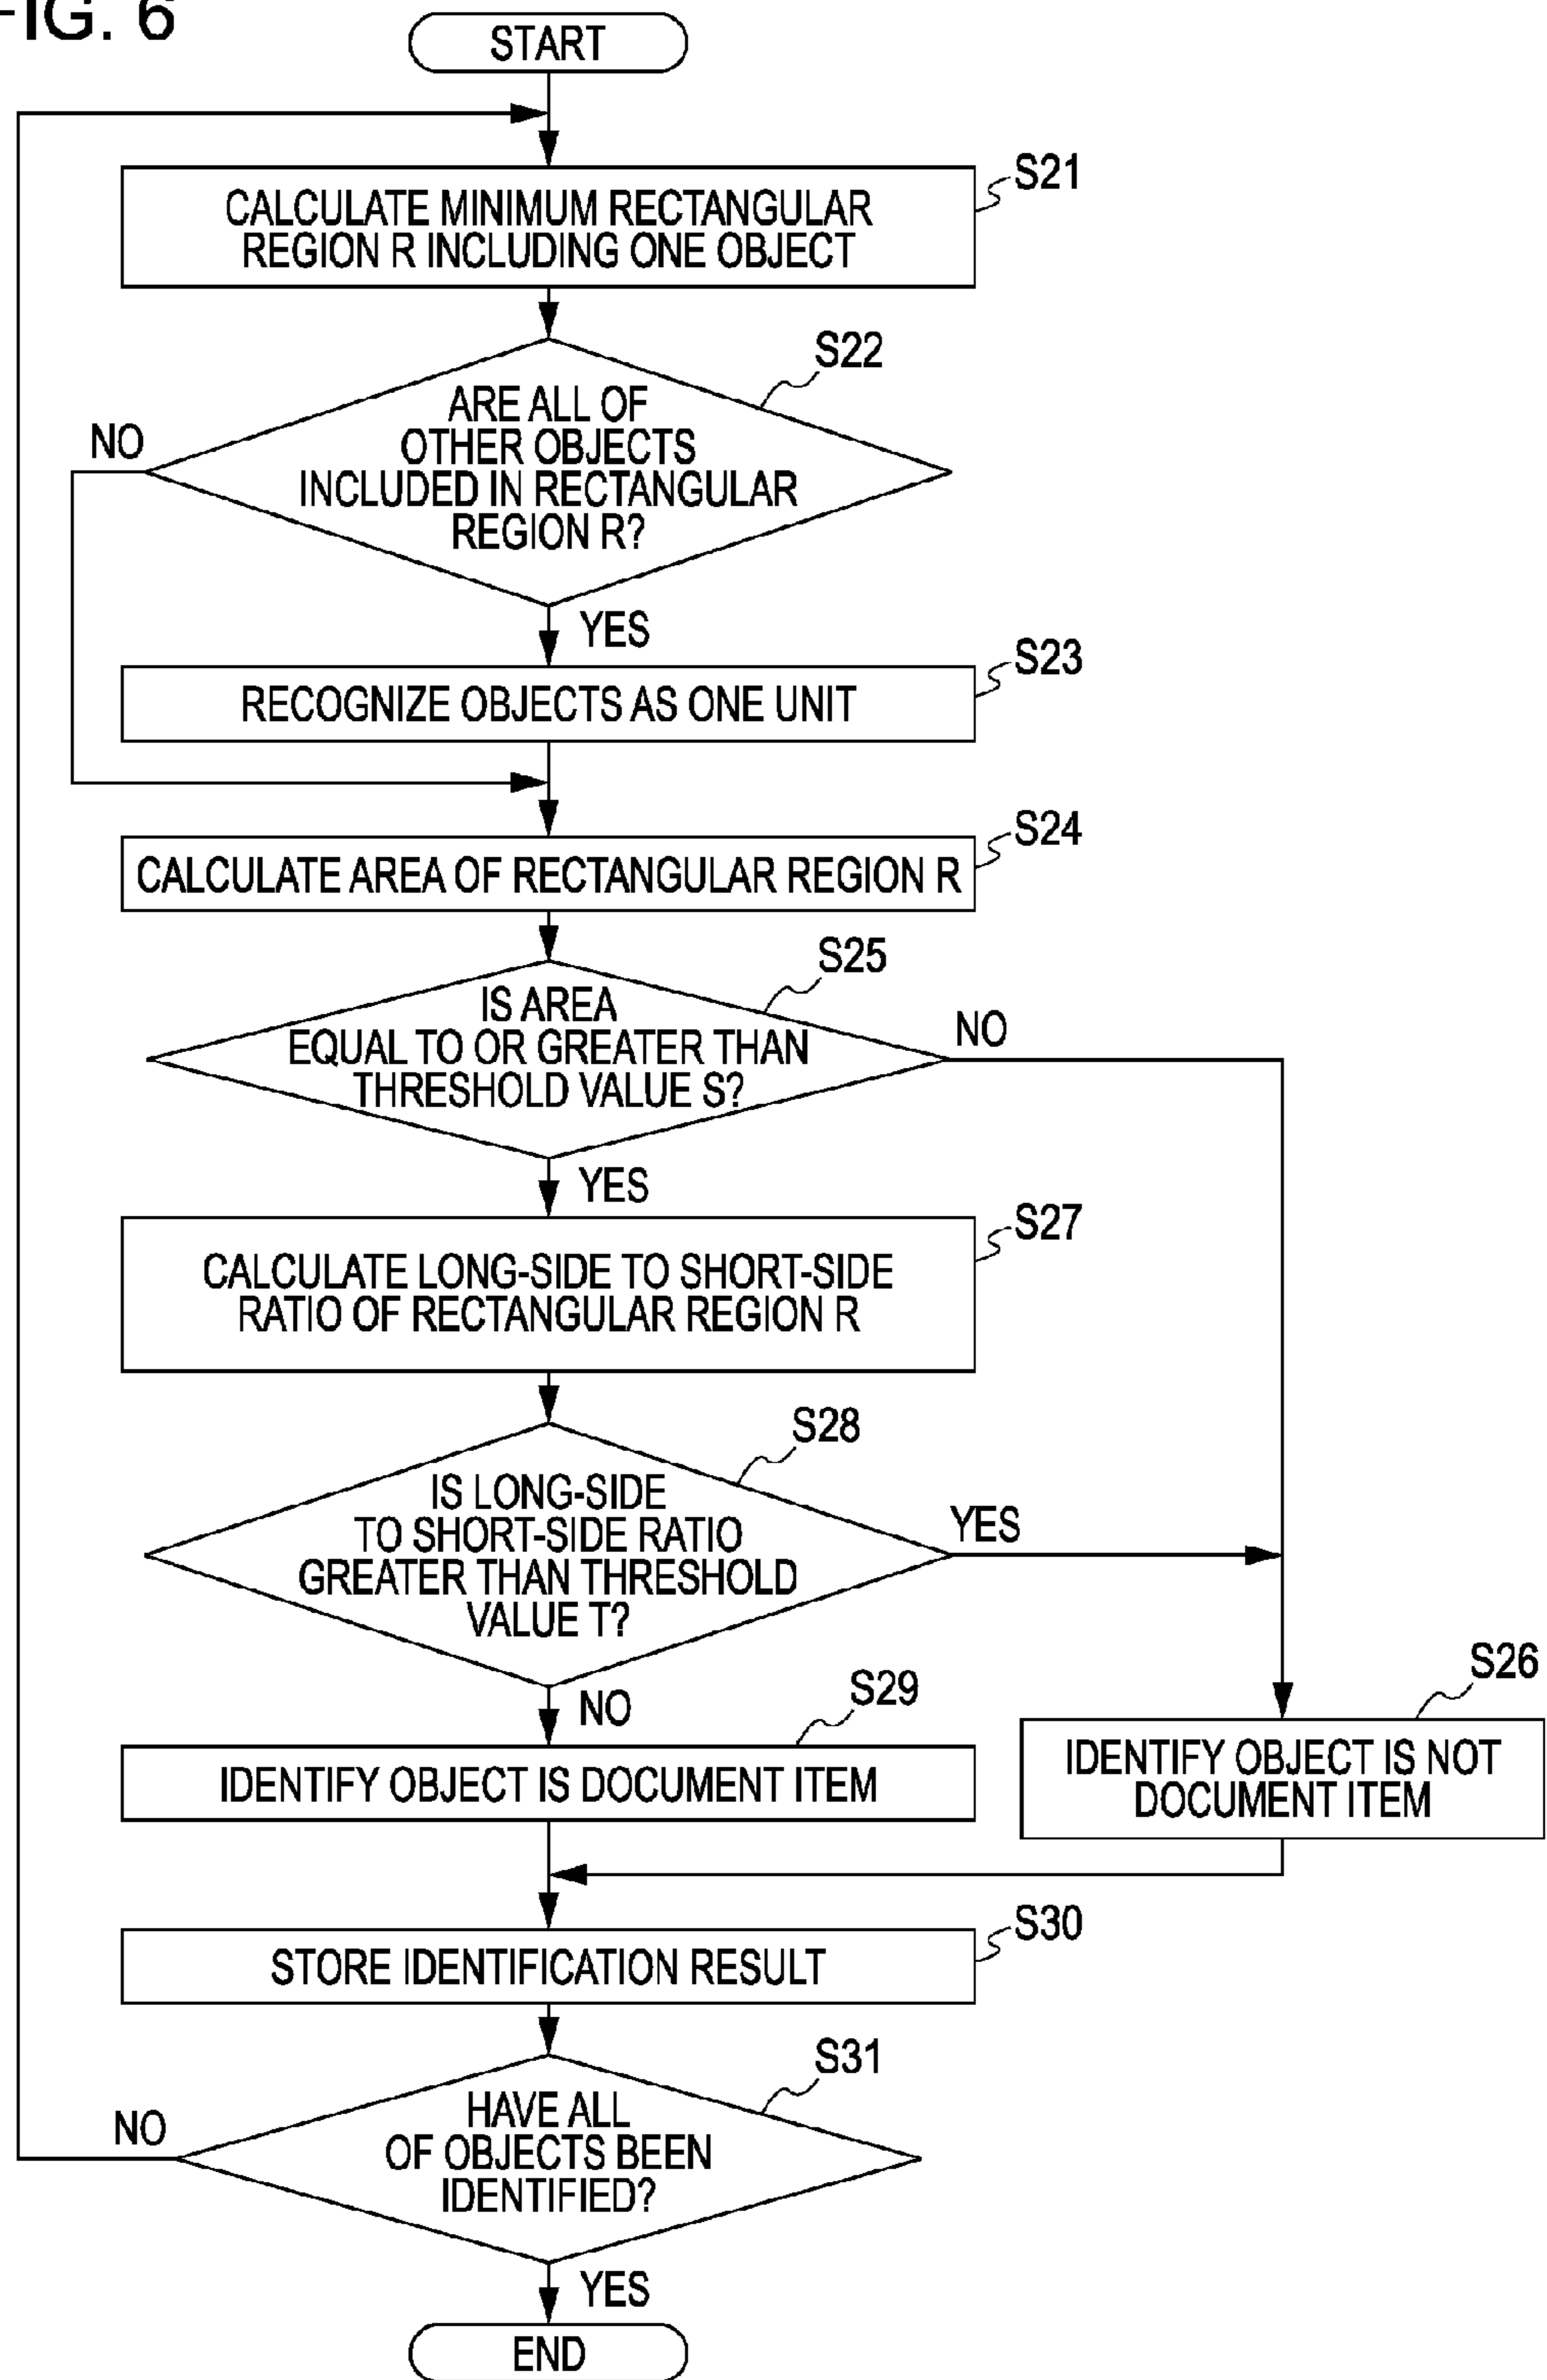 FIG. 6
START
S21
CALCULATE MINIMUM RECTANGULAR
REGION R INCLUDING ONE OBJECT
S22
ARE ALL OF
OTHER OBJECTS
INCLUDED IN RECTANGULAR
REGION R?
NO
YES
S23
RECOGNIZE OBJECTS AS ONE UNIT
S24
CALCULATE AREA OF RECTANGULAR REGION R
S25
IS AREA
EQUAL TO OR GREATER THAN
THRESHOLD VALUE S?
NO
YES
S27
CALCULATE LONG-SIDE TO SHORT-SIDE
RATIO OF RECTANGULAR REGION R
S28
IS LONG-SIDE
TO SHORT-SIDE RATIO
GREATER THAN THRESHOLD
VALUE T?
YES
NO
S29
IDENTIFY OBJECT IS DOCUMENT ITEM
S26
IDENTIFY OBJECT IS NOT
DOCUMENT ITEM
S30
STORE IDENTIFICATION RESULT
S31
HAVE ALL
OF OBJECTS BEEN
IDENTIFIED?
NO
YES
END